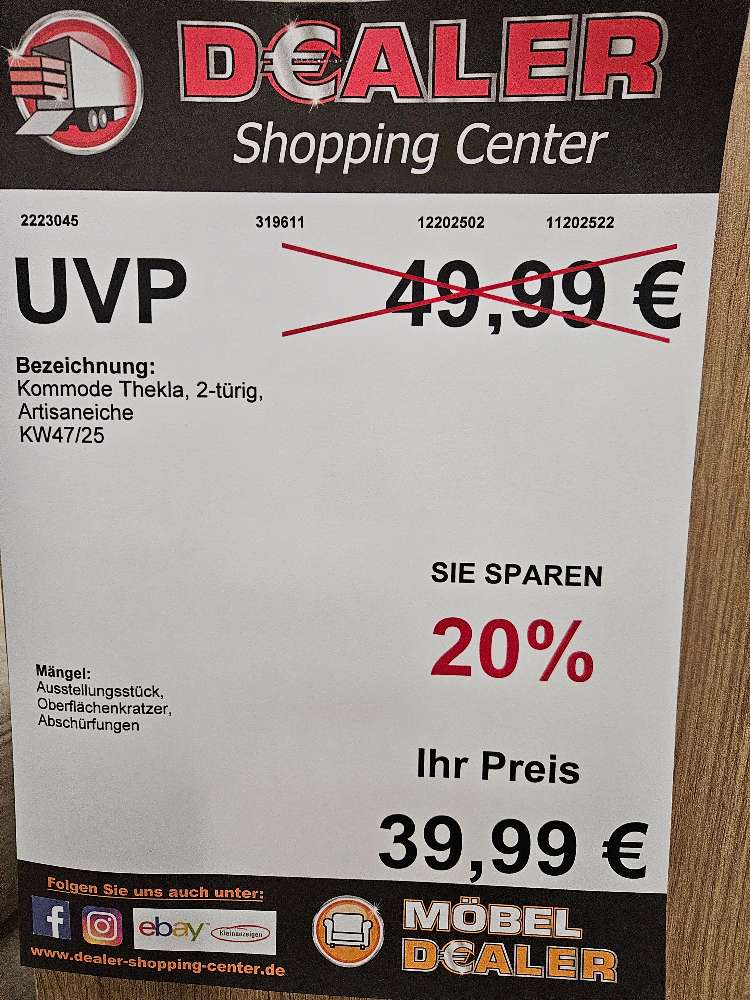 D€ALER
Shopping Center
2223045 319611 12202502 11202522
UVP 49,99 €
Bezeichnung:
Kommode Thekla, 2-türig,
Artisaneiche
KW47/25
SIE SPAREN
20%
Mängel:
Ausstellungsstück,
Oberflächenkratzer,
Abschürfungen
Ihr Preis
39,99 €
Folgen Sie uns auch unter:
f ebay Kleinanzeigen
www.dealer-shopping-center.de
MÖBEL
D€ALER